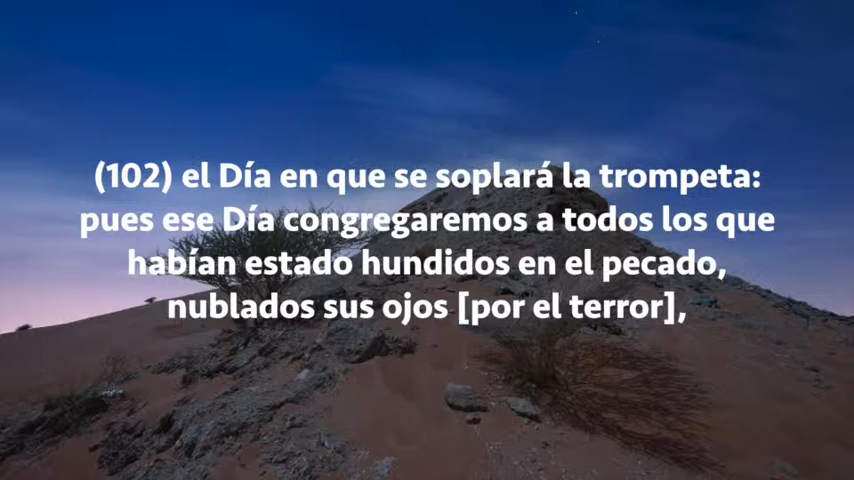 (102) el Día en que se soplará la trompeta:
pues ese Día congregaremos a todos los que
habían estado hundidos en el pecado,
nublados sus ojos [por el terror],